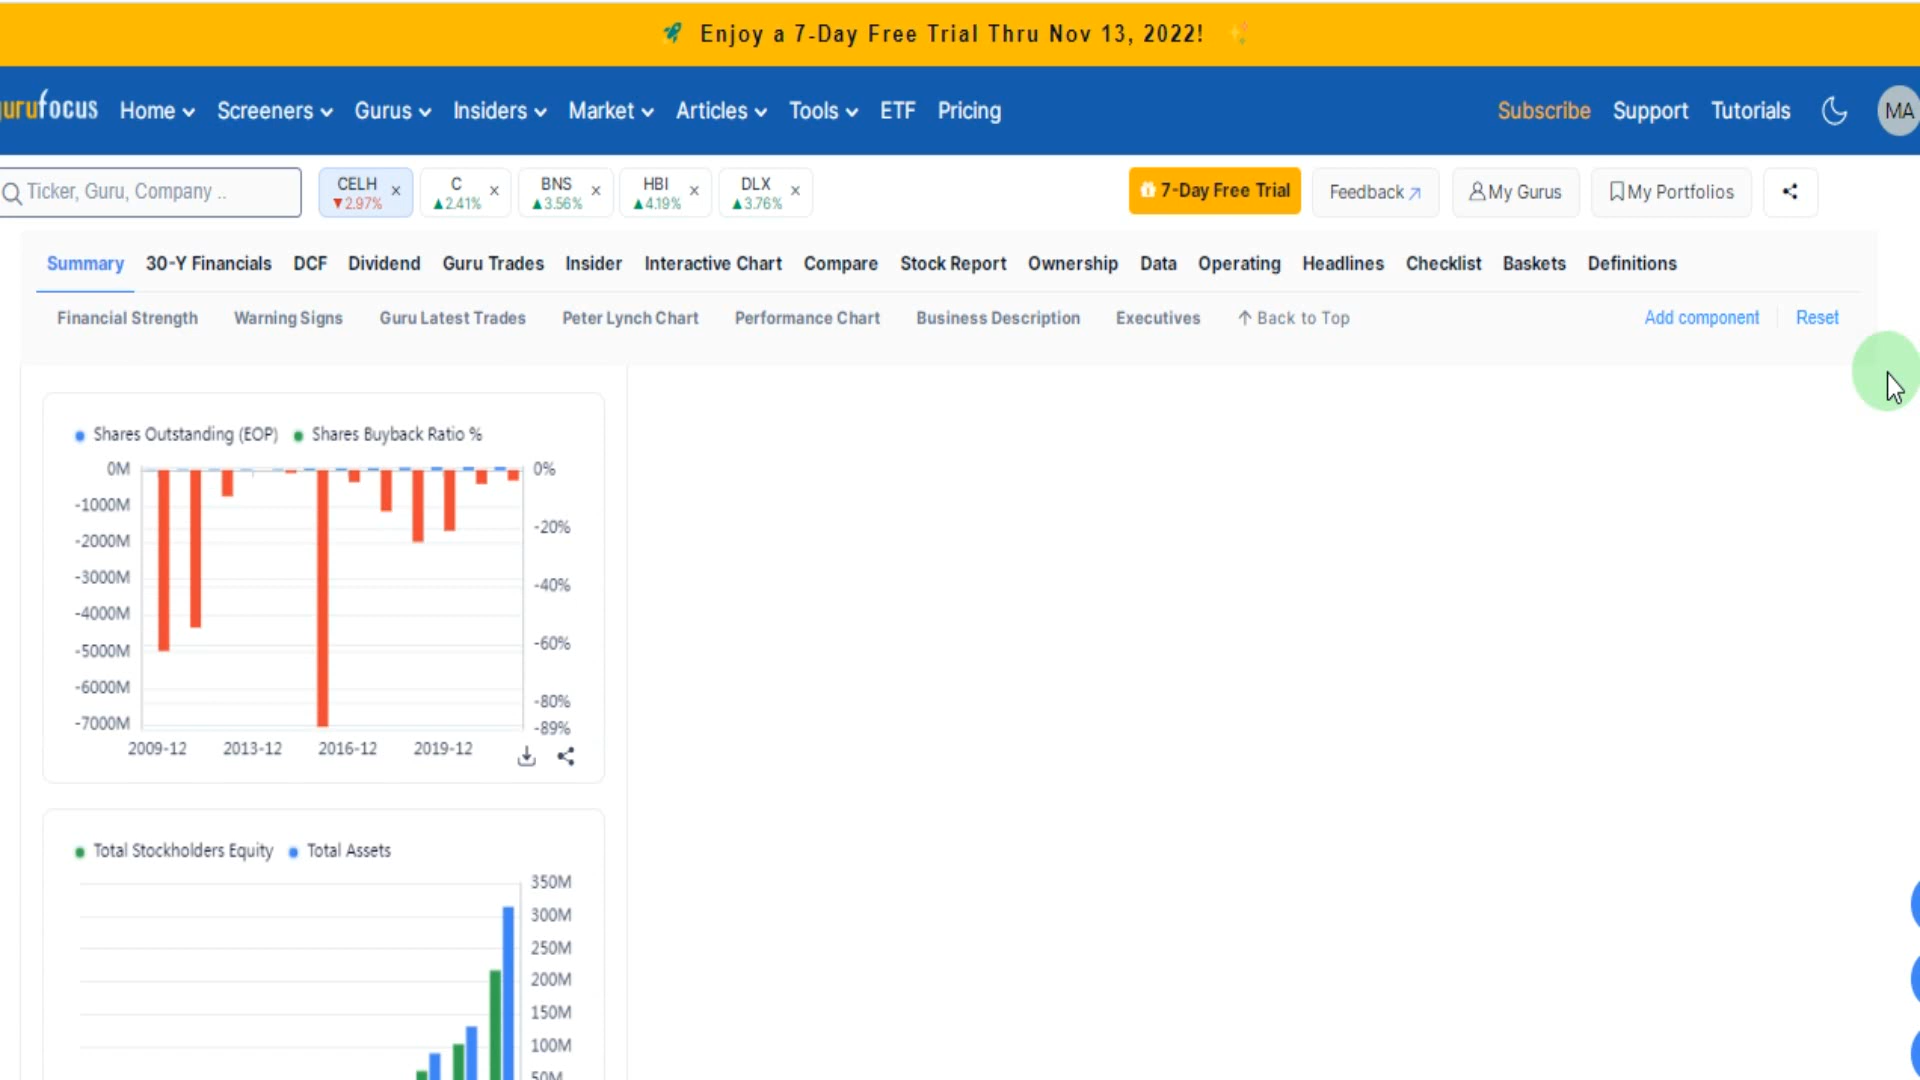 Enjoy a 7-Day Free Trial Thru Nov 13, 2022!
gurufocus Home Screeners Gurus Insiders Market Articles Tools ETF Pricing Subscribe Support Tutorials MA
Ticker, Guru, Company .. CELH × C × BNS × HBI × DLX × 7-Day Free Trial Feedback My Gurus My Portfolios
▼2.97% ▲2.41% ▲3.56% ▲4.19% ▲3.76%
Summary 30-Y Financials DCF Dividend Guru Trades Insider Interactive Chart Compare Stock Report Ownership Data Operating Headlines Checklist Baskets Definitions
Financial Strength Warning Signs Guru Latest Trades Peter Lynch Chart Performance Chart Business Description Executives ↑ Back to Top Add component Reset
Shares Outstanding (EOP) Shares Buyback Ratio %
0M 0%
-1000M
-20%
-2000M
-3000M
-40%
-4000M
-5000M -60%
-6000M
-80%
-7000M -89%
2009-12 2013-12 2016-12 2019-12
Total Stockholders Equity Total Assets
350M
300M
250M
200M
150M
100M
50M